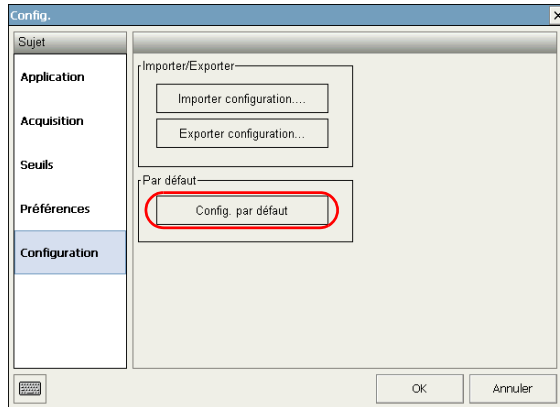 Config.
Sujet
Application
Acquisition
Seuils
Préférences
Configuration
Importer/Exporter
Importer configuration....
Exporter configuration...
Par défaut
Config. par défaut
OK
Annuler